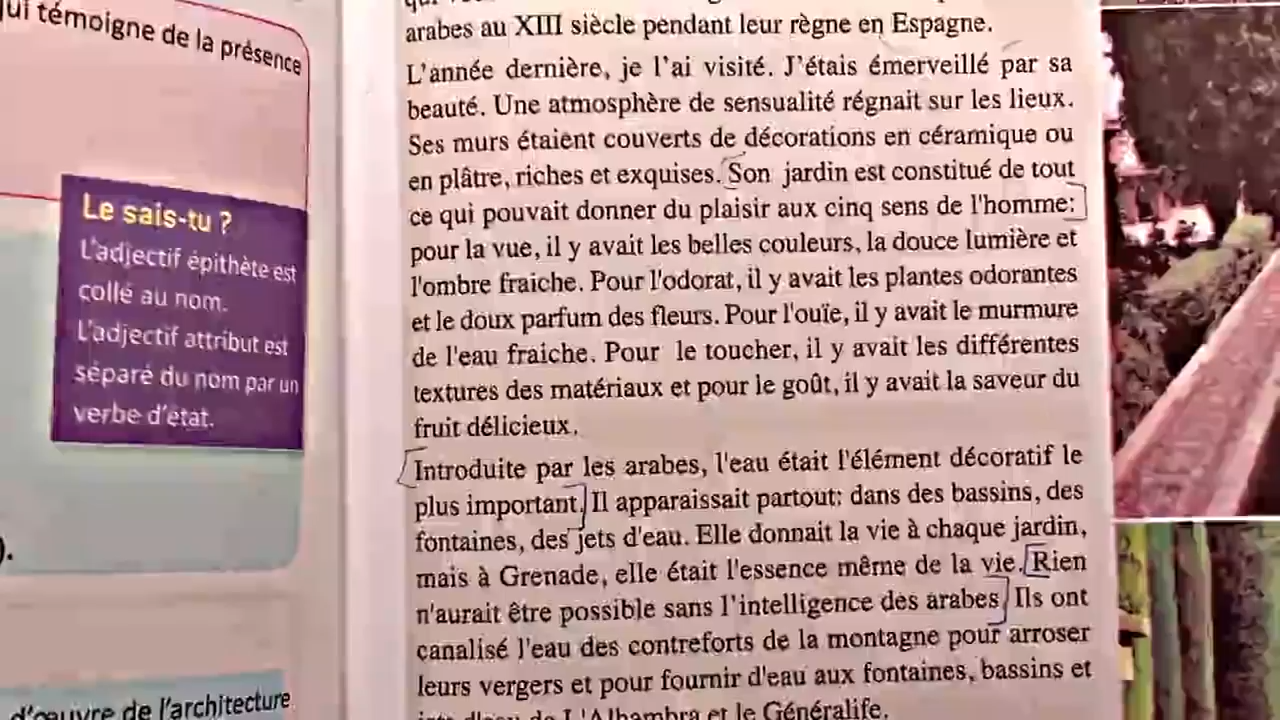 ui témoigne de la présence
Le sais-tu ?
L'adjectif épithète est
collé au nom.
L'adjectif attribut est
séparé du nom par un
verbe d'état.
).
d'œuvre de l'architecture
arabes au XIII siècle pendant leur règne en Espagne.
L'année dernière, je l'ai visité. J'étais émerveillé par sa
beauté. Une atmosphère de sensualité régnait sur les lieux.
Ses murs étaient couverts de décorations en céramique ou
en plâtre, riches et exquises. Son jardin est constitué de tout
ce qui pouvait donner du plaisir aux cinq sens de l'homme:
pour la vue, il y avait les belles couleurs, la douce lumière et
l'ombre fraiche. Pour l'odorat, il y avait les plantes odorantes
et le doux parfum des fleurs. Pour l'ouïe, il y avait le murmure
de l'eau fraiche. Pour le toucher, il y avait les différentes
textures des matériaux et pour le goût, il y avait la saveur du
fruit délicieux.
Introduite par les arabes, l'eau était l'élément décoratif le
plus important. Il apparaissait partout: dans des bassins, des
fontaines, des jets d'eau. Elle donnait la vie à chaque jardin,
mais à Grenade, elle était l'essence même de la vie. Rien
n'aurait être possible sans l'intelligence des arabes. Ils ont
canalisé l'eau des contreforts de la montagne pour arroser
leurs vergers et pour fournir d'eau aux fontaines, bassins et
d'eau de L'Alhambra et le Généralife.